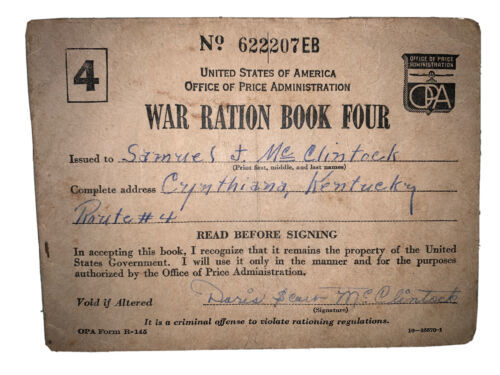 Nº 622207EB
4
UNITED STATES OF AMERICA
OFFICE OF PRICE ADMINISTRATION
OFFICE OF PRICE
ADMINISTRATION
OPA
WAR RATION BOOK FOUR
Issued to Samuel J. McClintock
(Print first, middle, and last names)
Complete address Cynthiana, Kentucky
Route #4
READ BEFORE SIGNING
In accepting this book, I recognize that it remains the property of the United
States Government. I will use it only in the manner and for the purposes
authorized by the Office of Price Administration.
Void if Altered McClintock
(Signature)
It is a criminal offense to violate rationing regulations.
OPA Form R-145
16-35570-1